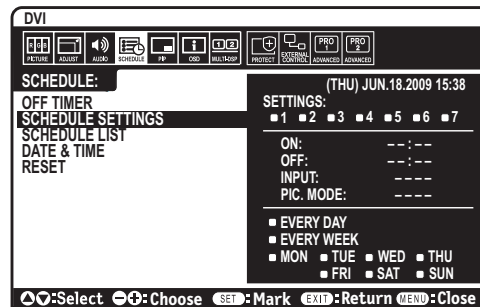 DVI
RGB
PICTURE ADJUST AUDIO SCHEDULE PIP OSD MULTI-DSP PROTECT EXTERNAL CONTROL PRO 1 ADVANCED PRO 2 ADVANCED
SCHEDULE:
OFF TIMER
SCHEDULE SETTINGS
SCHEDULE LIST
DATE & TIME
RESET
(THU) JUN.18.2009 15:38
SETTINGS:
1 2 3 4 5 6 7
ON: --:--
OFF: --:--
INPUT: ----
PIC. MODE: ----
EVERY DAY
EVERY WEEK
MON TUE WED THU
FRI SAT SUN
:Select :Choose SET:Mark EXIT:Return MENU:Close